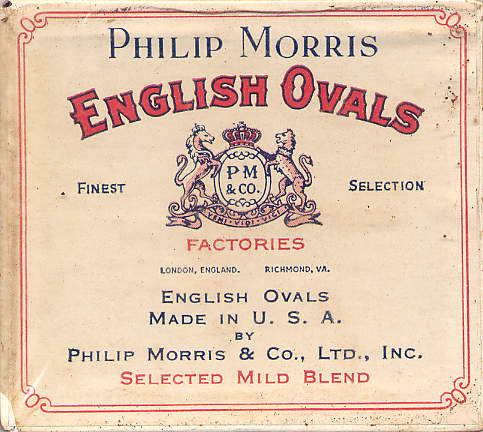 PHILIP MORRIS
ENGLISH OVALS
P M
& CO.
FINEST SELECTION
VENI · VIDI · VICI
FACTORIES
LONDON, ENGLAND. RICHMOND, VA.
ENGLISH OVALS
MADE IN U. S. A.
BY
PHILIP MORRIS & CO., LTD., INC.
SELECTED MILD BLEND